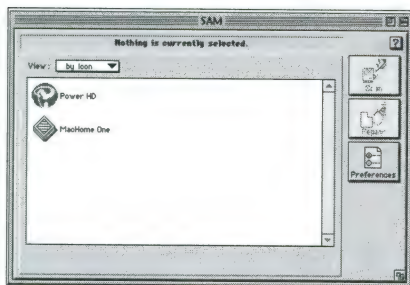 SAM
Nothing is currently selected.
?
View: by Icon
Power HD
MacHome One
Scan
Repair
Preferences